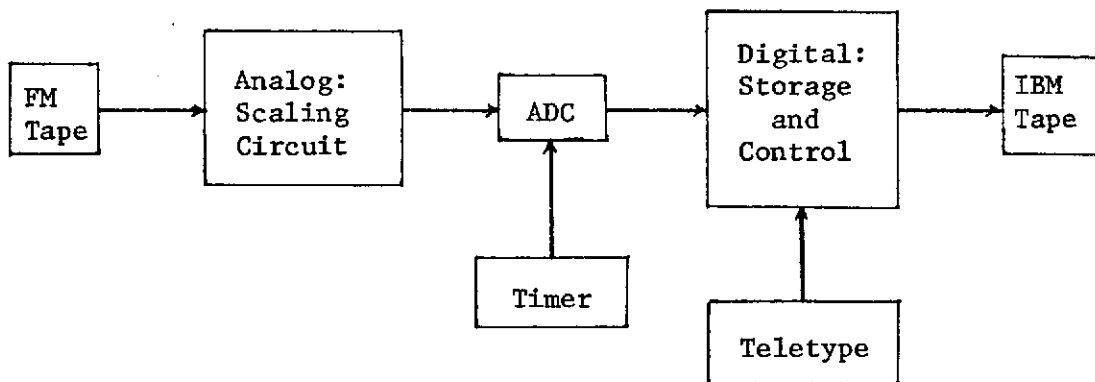 FM
Tape
Analog:
Scaling
Circuit
ADC
Digital:
Storage
and
Control
IBM
Tape
Timer
Teletype